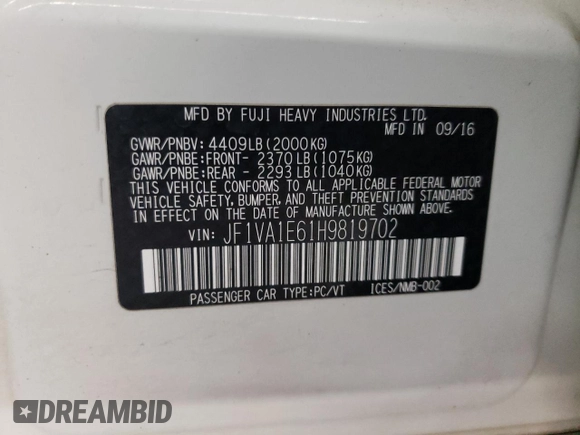 MFD BY FUJI HEAVY INDUSTRIES LTD.
MFD IN 09/16
GVWR/PNBV: 4409LB(2000KG)
GAWR/PNBE:FRONT- 2370LB(1075KG)
GAWR/PNBE:REAR - 2293LB(1040KG)
THIS VEHICLE CONFORMS TO ALL APPLICABLE FEDERAL MOTOR
VEHICLE SAFETY, BUMPER, AND THEFT PREVENTION STANDARDS
IN EFFECT ON THE DATE OF MANUFACTURE SHOWN ABOVE.
VIN: JF1VA1E61H9819702
PASSENGER CAR TYPE:PC/VT ICES/NMB-002
DREAMBID